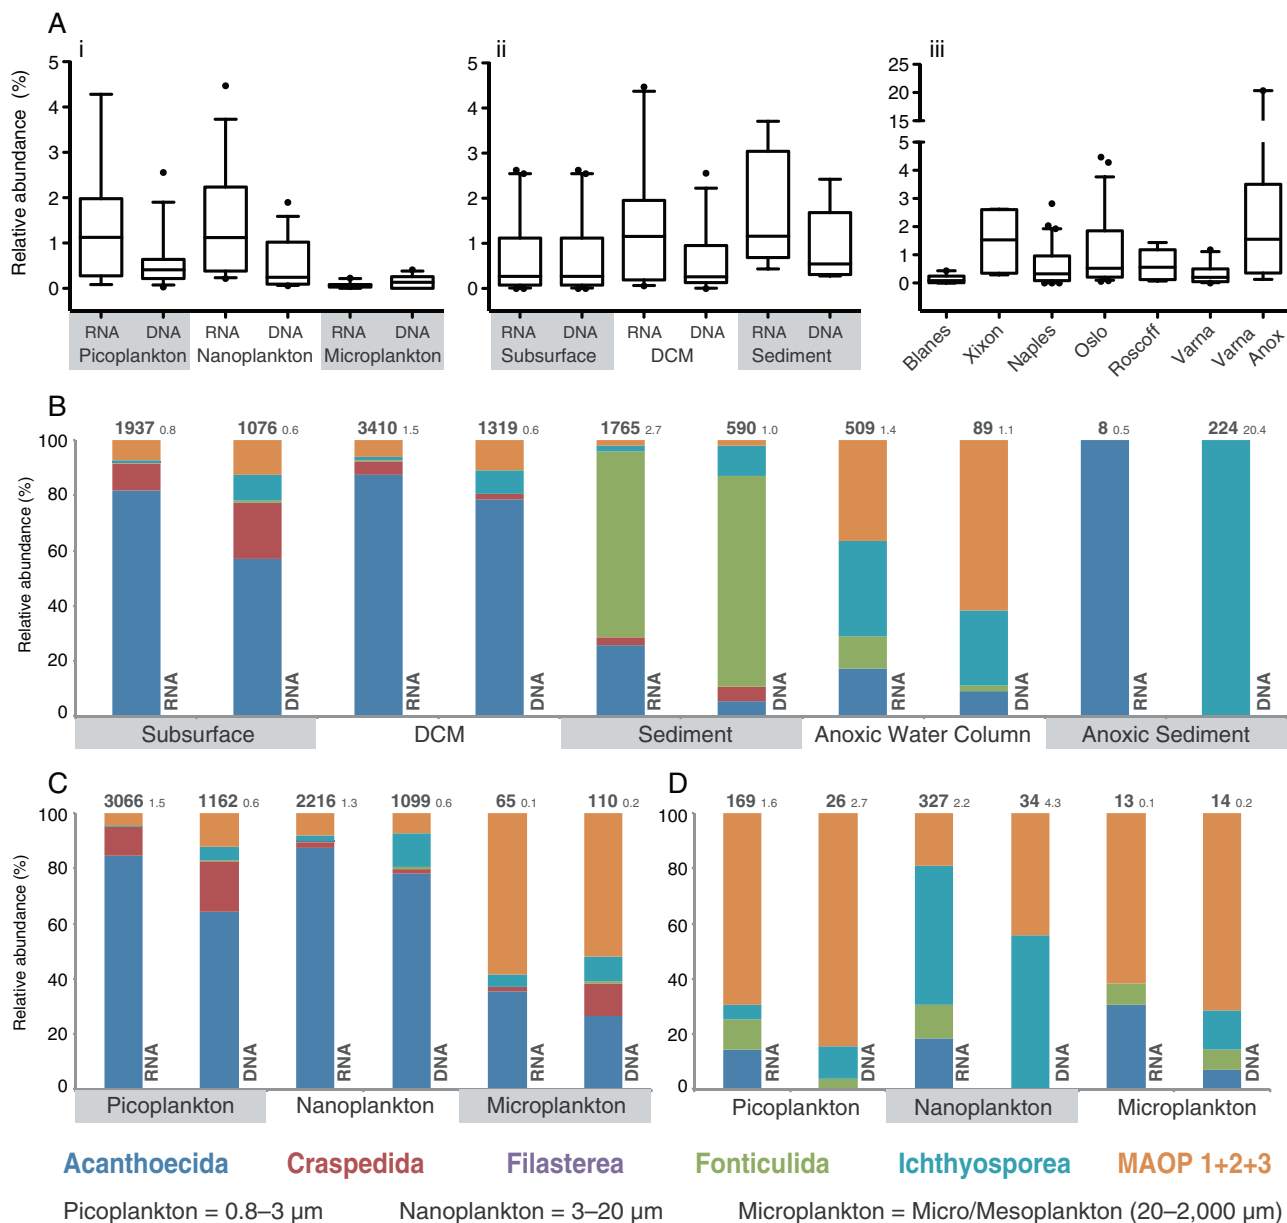 A
i
ii
iii
Relative abundance (%)
5
4
3
2
1
0
5
4
3
2
1
0
25
20
15
5
4
3
2
1
0
RNA DNA RNA DNA RNA DNA
Picoplankton Nanoplankton Microplankton
RNA DNA RNA DNA RNA DNA
Subsurface DCM Sediment
Blanes
Xixon
Naples
Oslo
Roscoff
Varna
Varna Anox
B
1937 0.8 1076 0.6 3410 1.5 1319 0.6 1765 2.7 590 1.0 509 1.4 89 1.1 8 0.5 224 20.4
Relative abundance (%)
100
80
60
40
20
0
RNA DNA RNA DNA RNA DNA RNA DNA RNA DNA
Subsurface DCM Sediment Anoxic Water Column Anoxic Sediment
C
3066 1.5 1162 0.6 2216 1.3 1099 0.6 65 0.1 110 0.2
Relative abundance (%)
100
80
60
40
20
0
RNA DNA RNA DNA RNA DNA
Picoplankton Nanoplankton Microplankton
D
169 1.6 26 2.7 327 2.2 34 4.3 13 0.1 14 0.2
Relative abundance (%)
100
80
60
40
20
0
RNA DNA RNA DNA RNA DNA
Picoplankton Nanoplankton Microplankton
Acanthoecida Craspedida Filasterea Fonticulida Ichthyosporea MAOP 1+2+3
Picoplankton = 0.8–3 μm Nanoplankton = 3–20 μm Microplankton = Micro/Mesoplankton (20–2,000 μm)